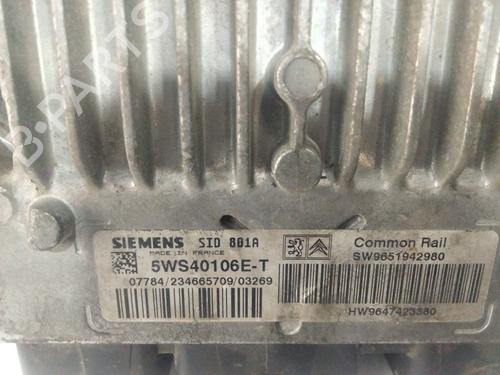 B-PARTS
SIEMENS SID 801A
MADE IN FRANCE
5WS40106E-T
07784/234665709/03269
Common Rail
SW9651942980
HW9647423380